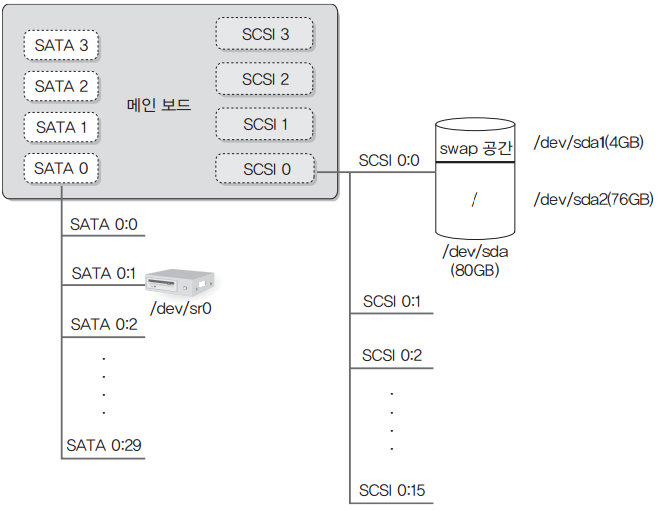 SATA 3
SATA 2
SATA 1
SATA 0
메인 보드
SCSI 3
SCSI 2
SCSI 1
SCSI 0
SATA 0:0
SATA 0:1
/dev/sr0
SATA 0:2
SATA 0:29
SCSI 0:0
swap 공간
/dev/sda1(4GB)
/
/dev/sda2(76GB)
/dev/sda
(80GB)
SCSI 0:1
SCSI 0:2
SCSI 0:15